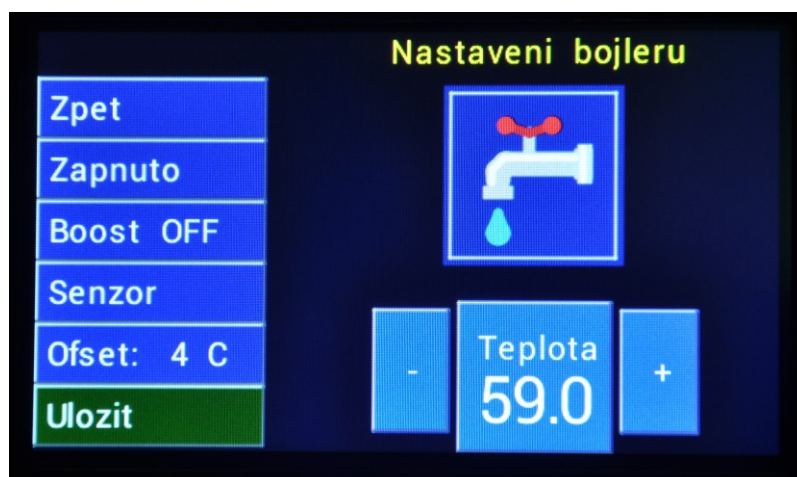 Nastaveni bojleru
Zpet
Zapnuto
Boost OFF
Senzor
Ofset: 4 C
Ulozit
-
Teplota
59.0
+